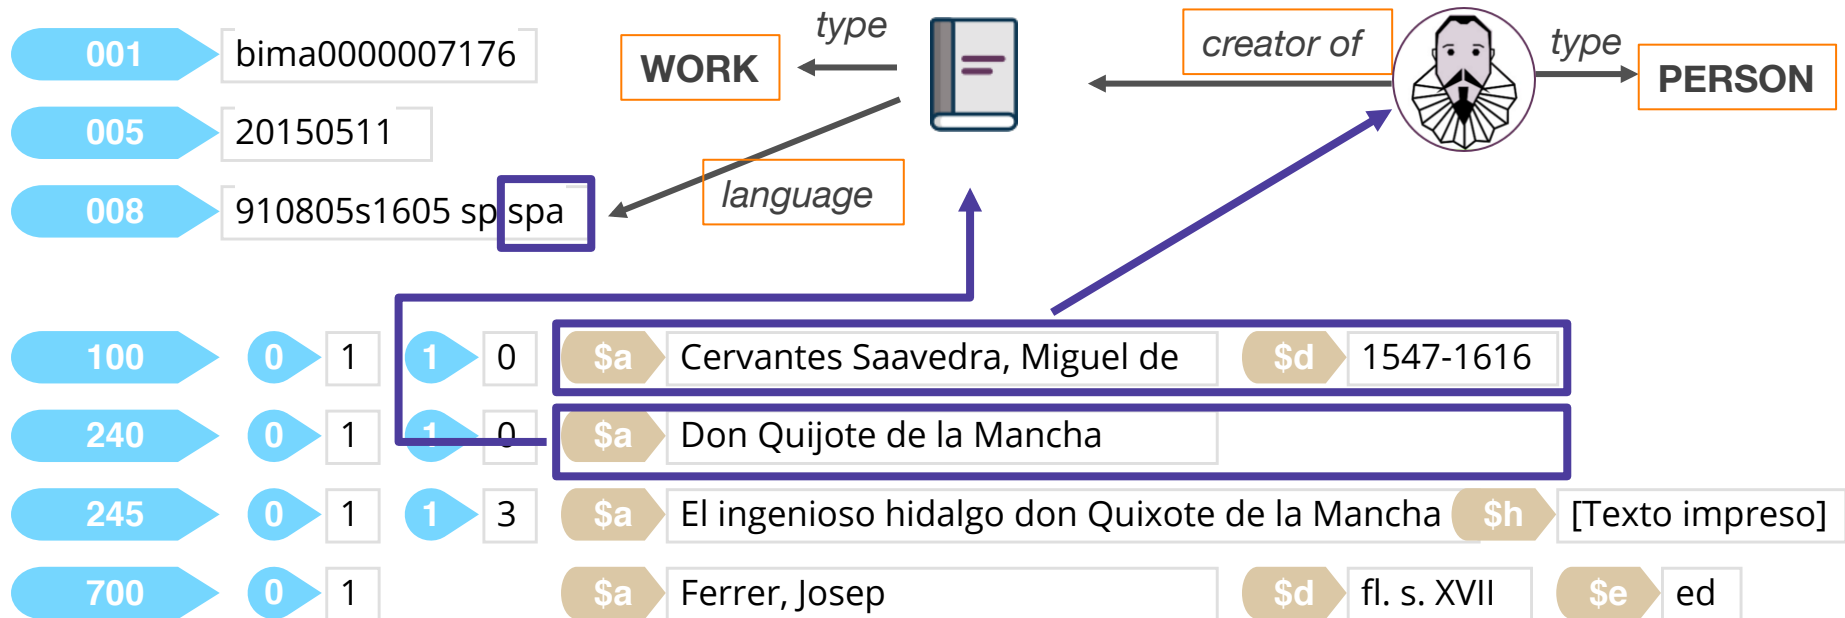 type creator of type
001 bima0000007176 WORK PERSON
005 20150511
language
008 910805s1605 sp spa
100 0 1 1 0 $a Cervantes Saavedra, Miguel de $d 1547-1616
240 0 1 1 0 $a Don Quijote de la Mancha
245 0 1 1 3 $a El ingenioso hidalgo don Quixote de la Mancha $h [Texto impreso]
700 0 1 $a Ferrer, Josep $d fl. s. XVII $e ed